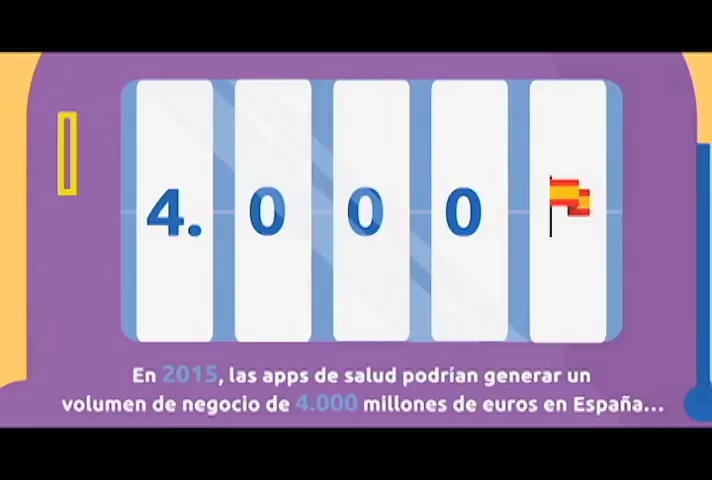 4.000
En 2015, las apps de salud podrían generar un
volumen de negocio de 4.000 millones de euros en España...